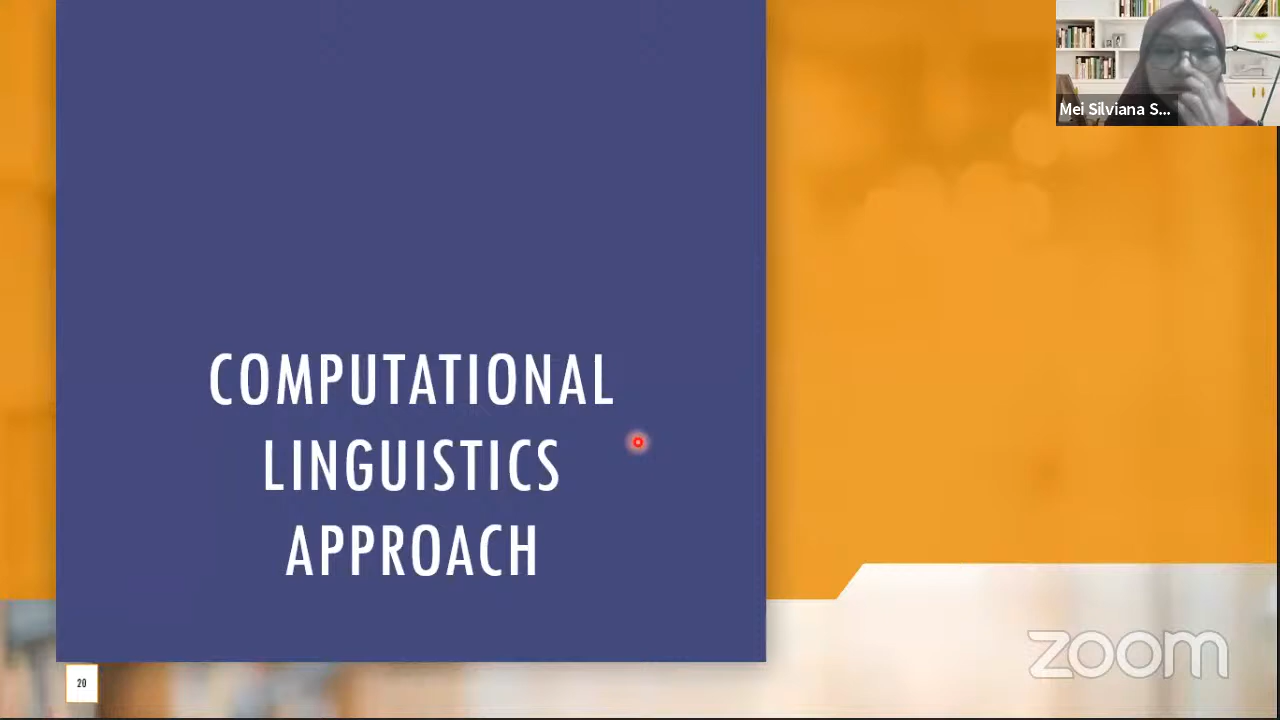 Mei Silviana S...
COMPUTATIONAL
LINGUISTICS
APPROACH
zoom
20